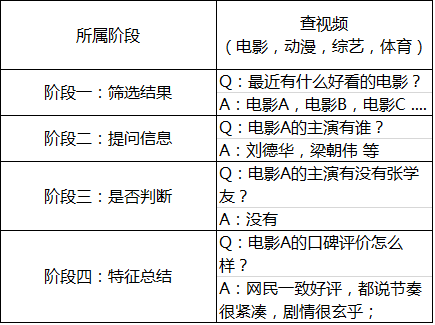 所属阶段
查视频
（电影，动漫，综艺，体育）
阶段一：筛选结果
Q：最近有什么好看的电影？
A：电影A，电影B，电影C ....
阶段二：提问信息
Q：电影A的主演有谁？
A：刘德华，梁朝伟 等
阶段三：是否判断
Q：电影A的主演有没有张学
友？
A：没有
阶段四：特征总结
Q：电影A的口碑评价怎么
样？
A：网民一致好评，都说节奏
很紧凑，剧情很玄乎；